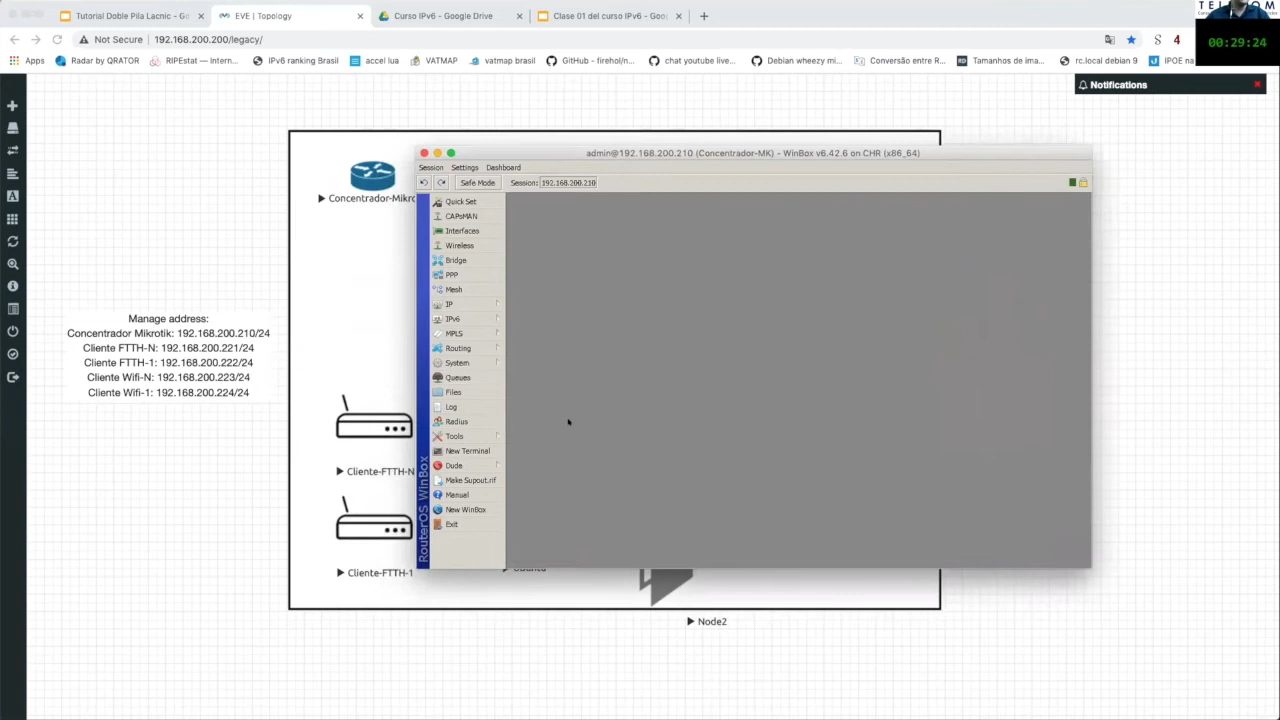 Tutorial Doble Pila Lacnic - Go
EVE | Topology
Curso IPv6 - Google Drive
Clase 01 del curso IPv6 - Goog
TELECOM
00:29:24
Not Secure
192.168.200.200/legacy/
4
Apps
Radar by QRATOR
RIPEstat — Intern...
IPv6 ranking Brasil
accel lua
VATMAP
vatmap brasil
GitHub - firehol/n...
chat youtube live...
Debian wheezy mi...
Conversão entre R...
Tamanhos de ima...
rc.local debian 9
IPOE na
Notifications
admin@192.168.200.210 (Concentrador-MK) - WinBox v6.42.6 on CHR (x86_64)
Session Settings Dashboard
Safe Mode
Session: 192.168.200.210
Concentrador-Mikro
Quick Set
CAPsMAN
Interfaces
Wireless
Bridge
PPP
Mesh
IP
IPv6
MPLS
Routing
System
Queues
Files
Log
Radius
Tools
New Terminal
Dude
Make Supout.rif
Manual
New WinBox
Exit
RouterOS WinBox
Manage address:
Concentrador Mikrotik: 192.168.200.210/24
Cliente FTTH-N: 192.168.200.221/24
Cliente FTTH-1: 192.168.200.222/24
Cliente Wifi-N: 192.168.200.223/24
Cliente Wifi-1: 192.168.200.224/24
Cliente-FTTH-N
Cliente-FTTH-1
Node2